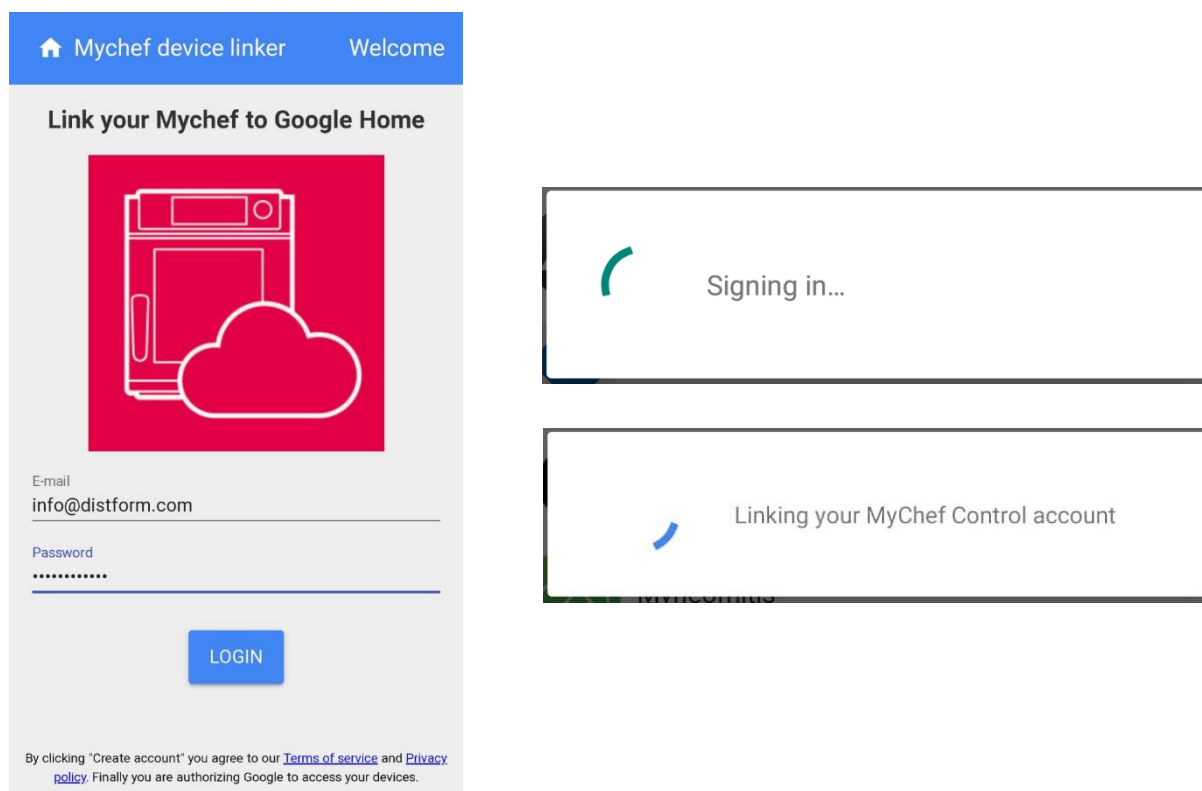 Mychef device linker Welcome
Link your Mychef to Google Home
E-mail
info@distform.com
Password
••••••••••••
LOGIN
By clicking "Create account" you agree to our Terms of service and Privacy
policy. Finally you are authorizing Google to access your devices.
Signing in...
Linking your MyChef Control account